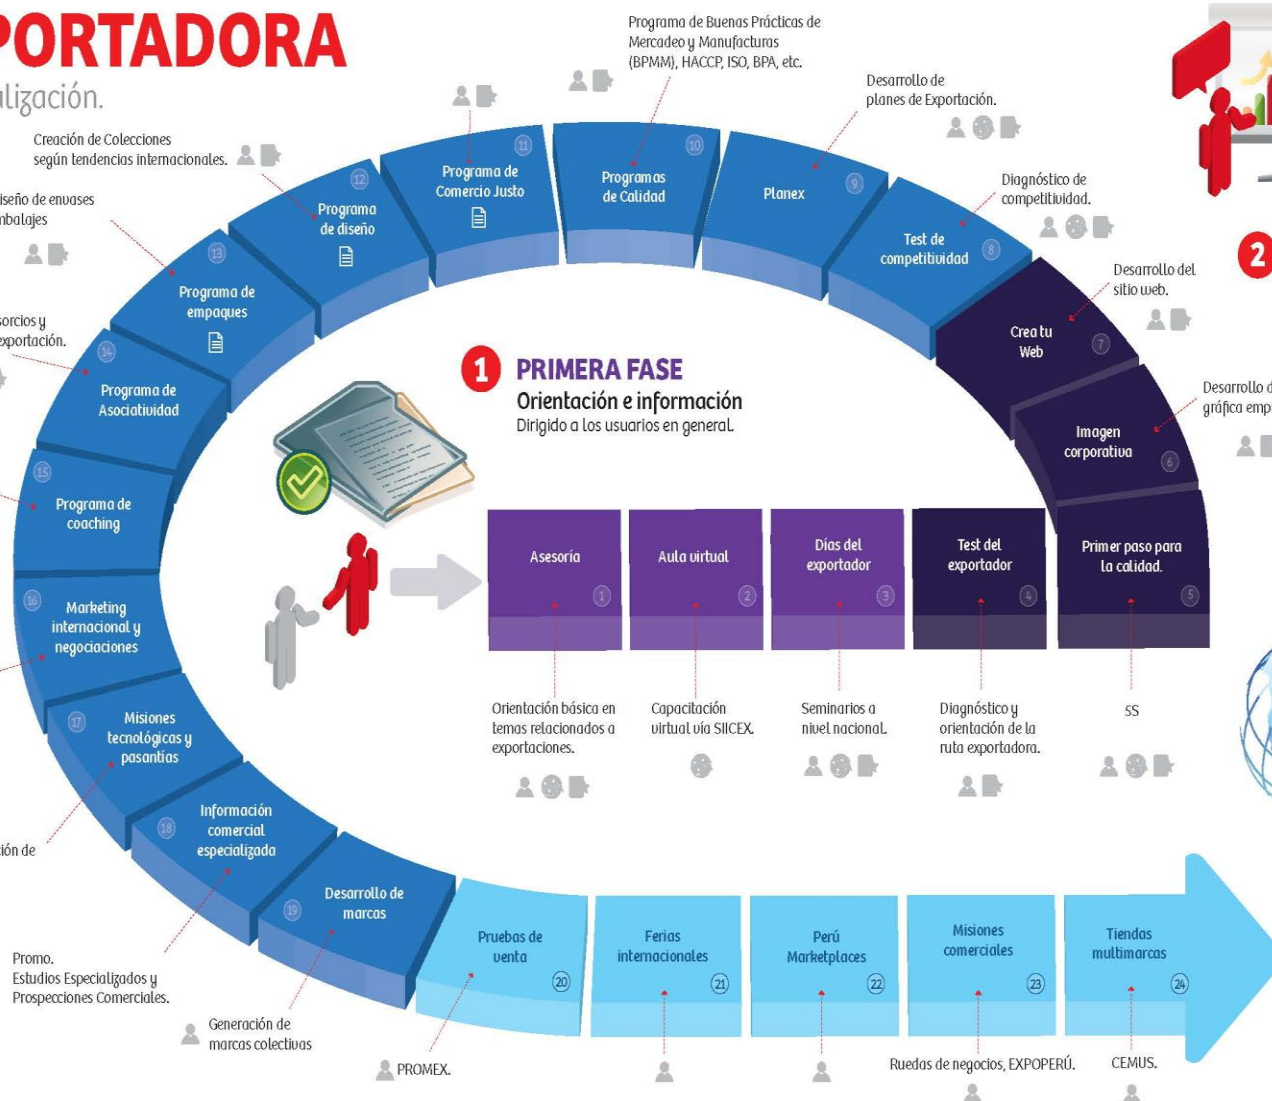 PORTADORA
alización.
Programa de Buenas Prácticas de
Mercadeo y Manufacturas
(BPMM), HACCP, ISO, BPA, etc.
Desarrollo de
planes de Exportación.
Creación de Colecciones
según tendencias internacionales.
iseño de envases
mbalajes
sorcios y
exportación.
Diagnóstico de
competitividad.
Desarrollo del
sitio web.
Desarrollo d
gráfica emp
2
11
Programa de
Comercio Justo
10
Programas
de Calidad
9
Planex
8
Test de
competitividad
12
Programa
de diseño
13
Programa de
empaques
14
Programa de
Asociatividad
15
Programa de
coaching
16
Marketing
internacional y
negociaciones
17
Misiones
tecnológicas y
pasantías
18
Información
comercial
especializada
19
Desarrollo de
marcas
Crea tu
Web
7
Imagen
corporativa
6
1 PRIMERA FASE
Orientación e información
Dirigido a los usuarios en general.
Asesoría
1
Aula virtual
2
Días del
exportador
3
Test del
exportador
4
Primer paso para
la calidad.
5
Orientación básica en
temas relacionados a
exportaciones.
Capacitación
virtual vía SIICEX.
Seminarios a
nivel nacional.
Diagnóstico y
orientación de la
ruta exportadora.
5S
ión de
Promo.
Estudios Especializados y
Prospecciones Comerciales.
Generación de
marcas colectivas
Pruebas de
venta
20
Ferias
internacionales
21
Perú
Marketplaces
22
Misiones
comerciales
23
Tiendas
multimarcas
24
PROMEX.
Ruedas de negocios, EXPOPERÚ.
CEMUS.